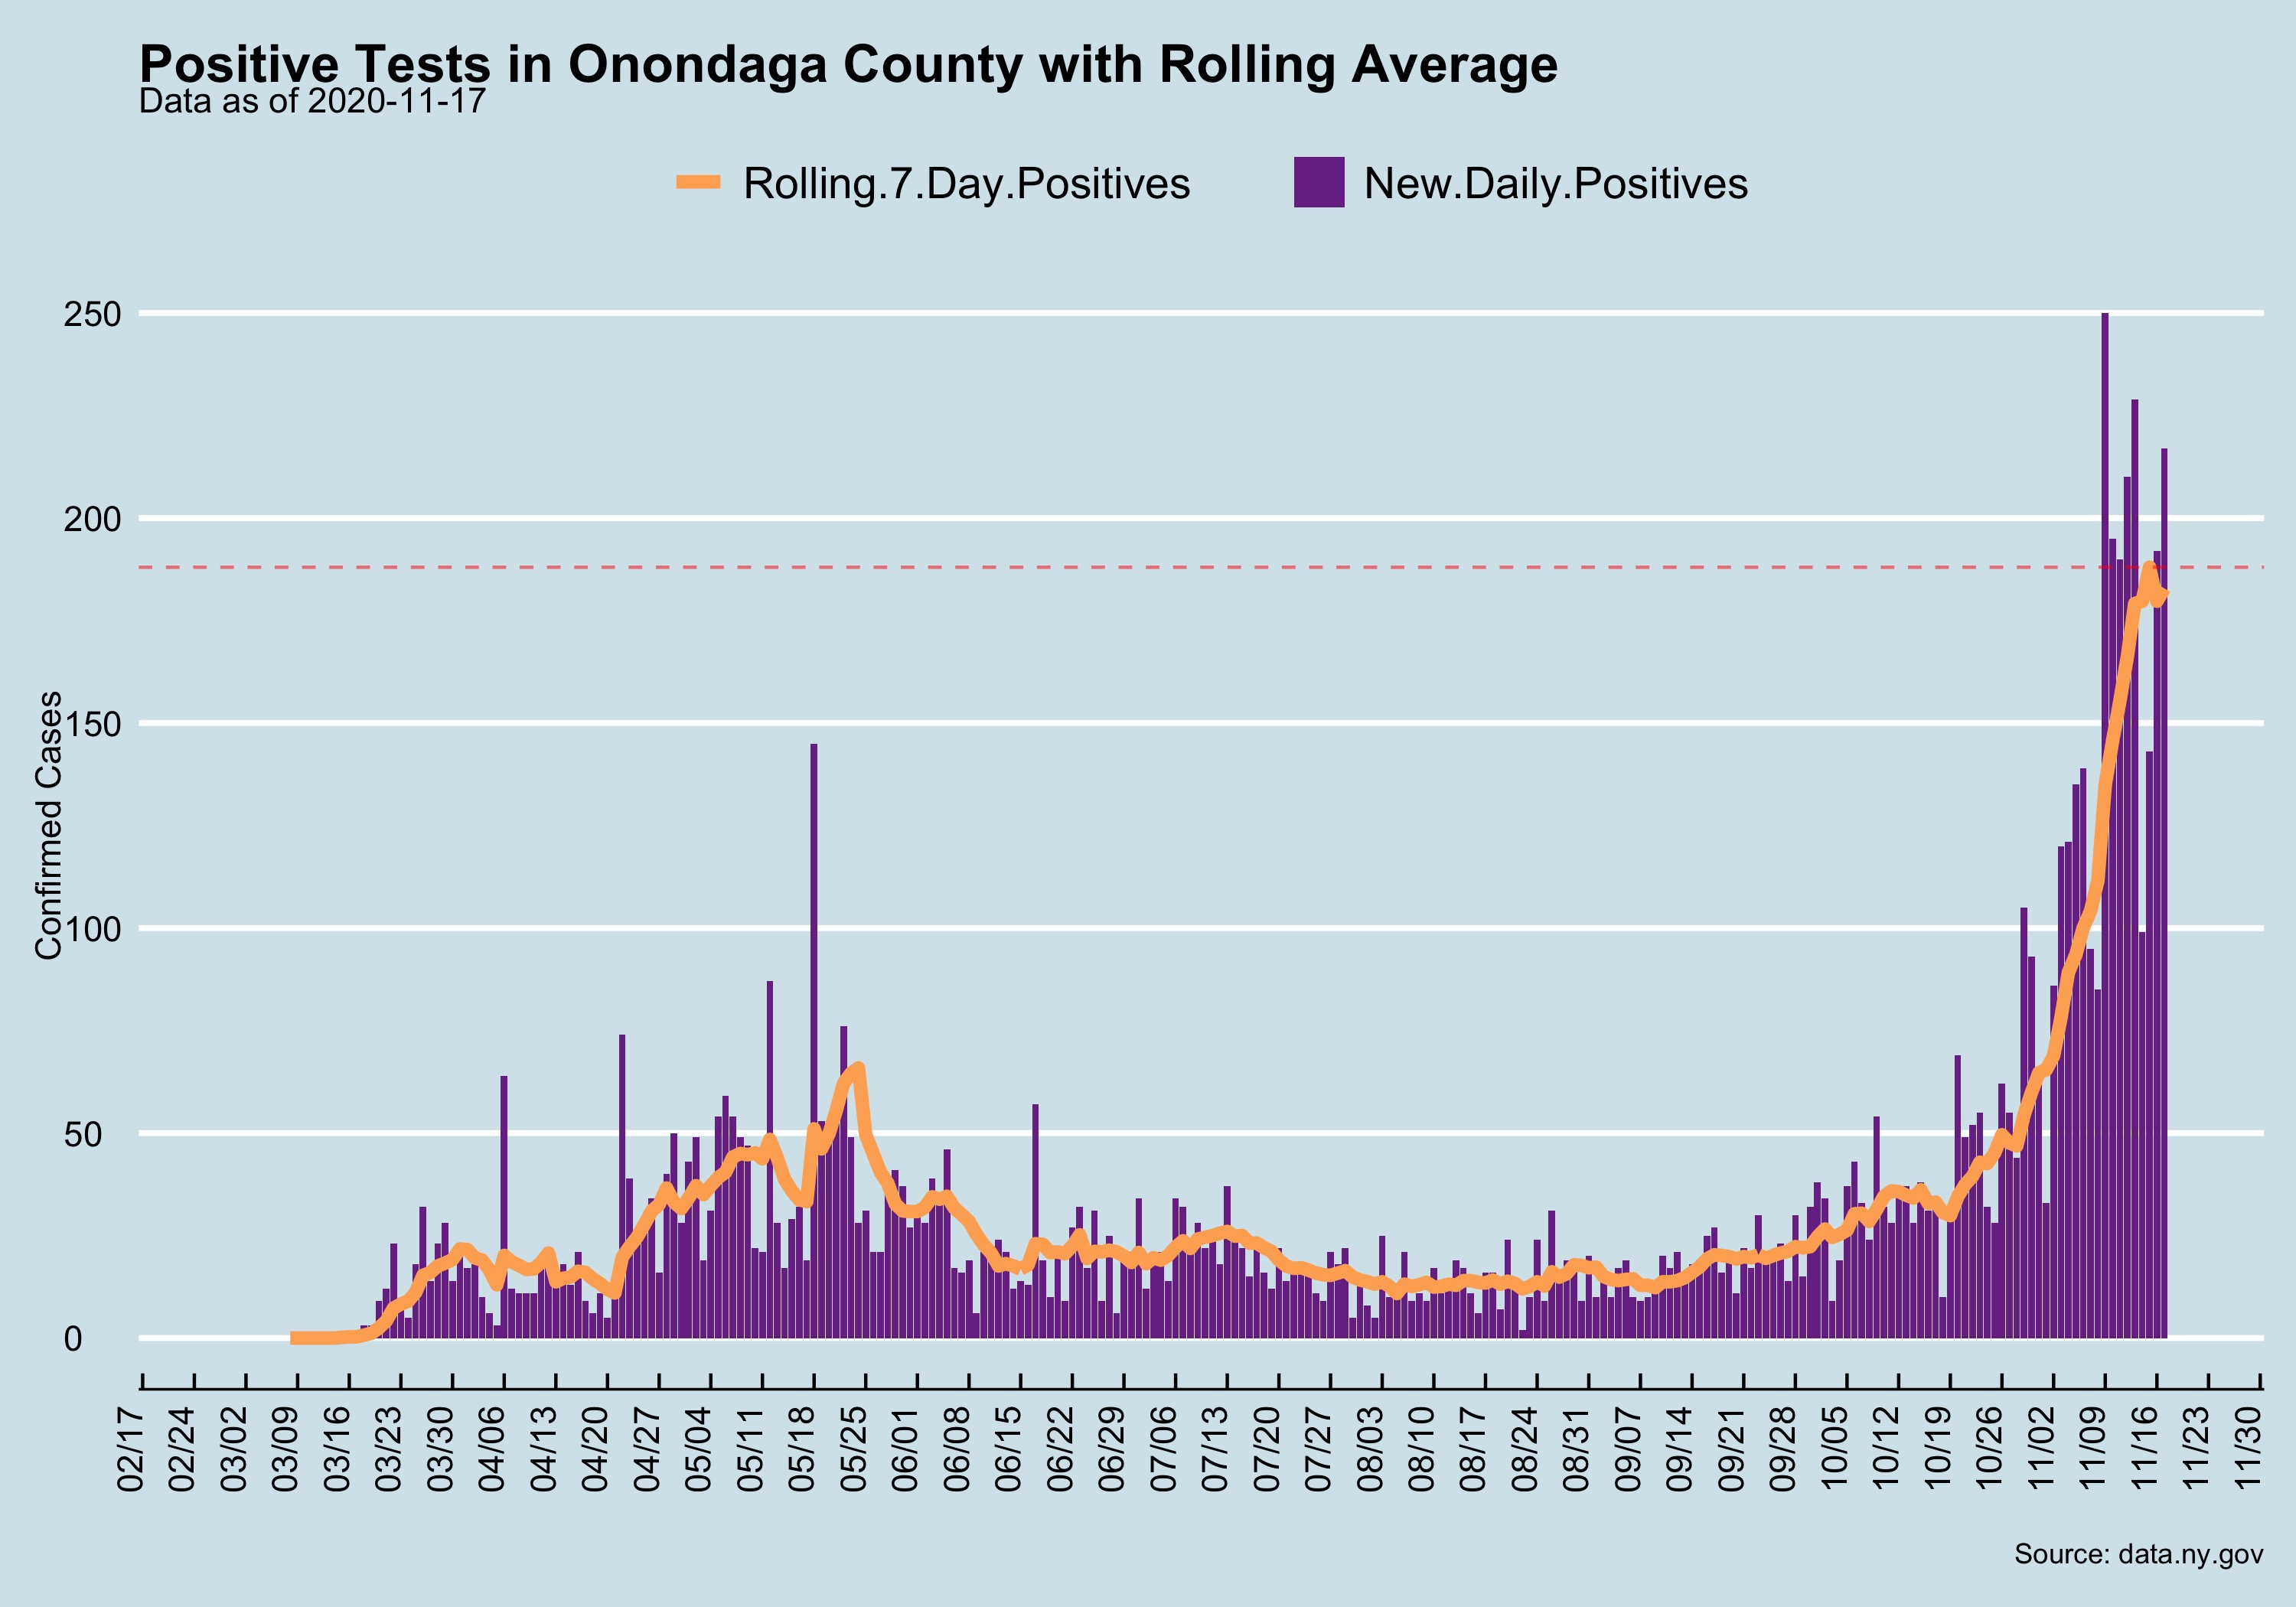 Positive Tests in Onondaga County with Rolling Average
Data as of 2020-11-17
Rolling.7.Day.Positives New.Daily.Positives
Confirmed Cases
250
200
150
100
50
0
02/17 02/24 03/02 03/09 03/16 03/23 03/30 04/06 04/13 04/20 04/27 05/04 05/11 05/18 05/25 06/01 06/08 06/15 06/22 06/29 07/06 07/13 07/20 07/27 08/03 08/10 08/17 08/24 08/31 09/07 09/14 09/21 09/28 10/05 10/12 10/19 10/26 11/02 11/09 11/16 11/23 11/30
Source: data.ny.gov